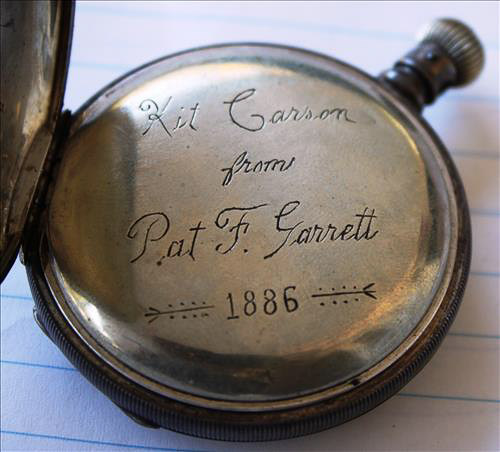 Kit Carson
from
Pat F. Garrett
1886